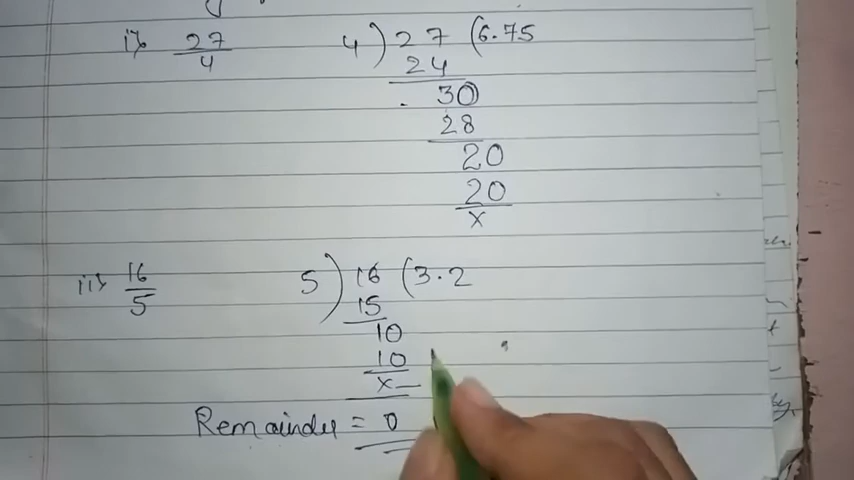 i) 27/4 4 ) 27 ( 6.75
24
30
28
20
20
x
ii) 16/5 5 ) 16 ( 3.2
15
10
10
x
Remainder = 0